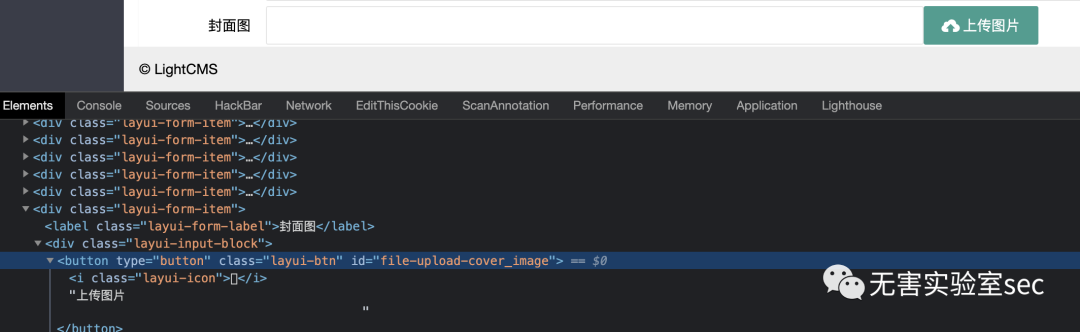 封面图
上传图片
© LightCMS
Elements Console Sources HackBar Network EditThisCookie ScanAnnotation Performance Memory Application Lighthouse
<div class="layui-form-item">…</div>
<div class="layui-form-item">…</div>
<div class="layui-form-item">…</div>
<div class="layui-form-item">…</div>
<div class="layui-form-item">…</div>
<div class="layui-form-item">
<label class="layui-form-label">封面图</label>
<div class="layui-input-block">
<button type="button" class="layui-btn" id="file-upload-cover_image"> == $0
<i class="layui-icon"></i>
"上传图片
"
</button>
无害实验室sec